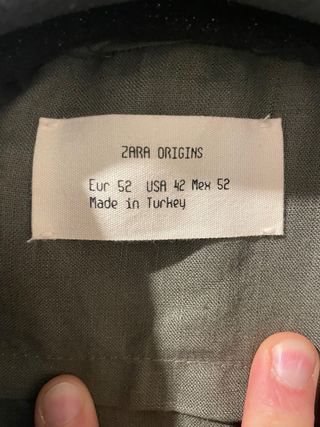 ZARA ORIGINS
Eur 52 USA 42 Mex 52
Made in Turkey